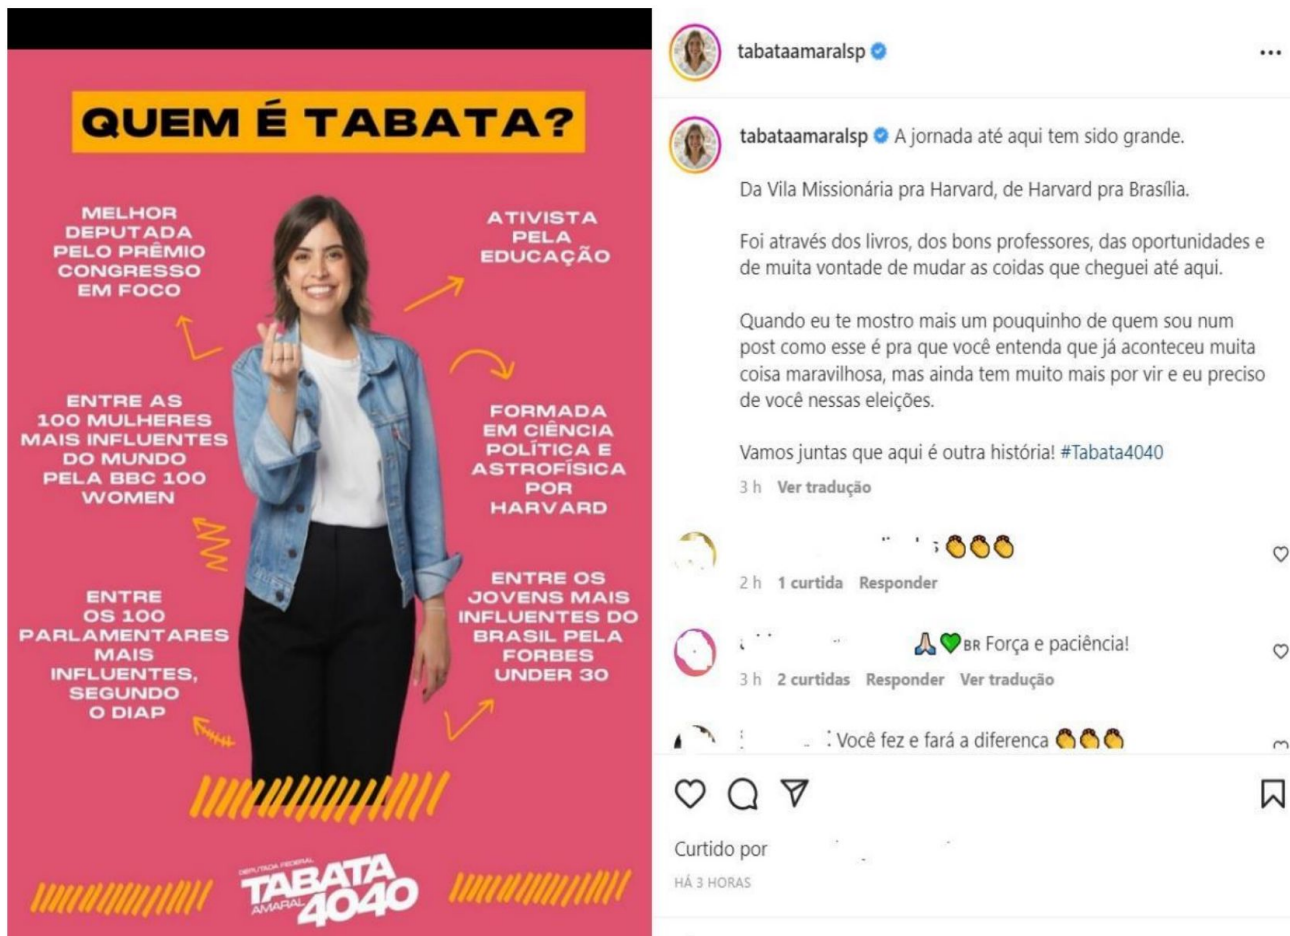 QUEM É TABATA?
MELHOR
DEPUTADA
PELO PRÊMIO
CONGRESSO
EM FOCO
ATIVISTA
PELA
EDUCAÇÃO
ENTRE AS
100 MULHERES
MAIS INFLUENTES
DO MUNDO
PELA BBC 100
WOMEN
FORMADA
EM CIÊNCIA
POLÍTICA E
ASTROFÍSICA
POR
HARVARD
ENTRE
OS 100
PARLAMENTARES
MAIS
INFLUENTES,
SEGUNDO
O DIAP
ENTRE OS
JOVENS MAIS
INFLUENTES DO
BRASIL PELA
FORBES
UNDER 30
DEPUTADA FEDERAL
TABATA
AMARAL 4040
tabataamaralsp
tabataamaralsp A jornada até aqui tem sido grande.
Da Vila Missionária pra Harvard, de Harvard pra Brasília.
Foi através dos livros, dos bons professores, das oportunidades e
de muita vontade de mudar as coidas que cheguei até aqui.
Quando eu te mostro mais um pouquinho de quem sou num
post como esse é pra que você entenda que já aconteceu muita
coisa maravilhosa, mas ainda tem muito mais por vir e eu preciso
de você nessas eleições.
Vamos juntas que aqui é outra história! #Tabata4040
3 h Ver tradução
👏👏👏
2 h 1 curtida Responder
🙏💚 BR Força e paciência!
3 h 2 curtidas Responder Ver tradução
Você fez e fará a diferenca 👏👏👏
Curtido por
HÁ 3 HORAS